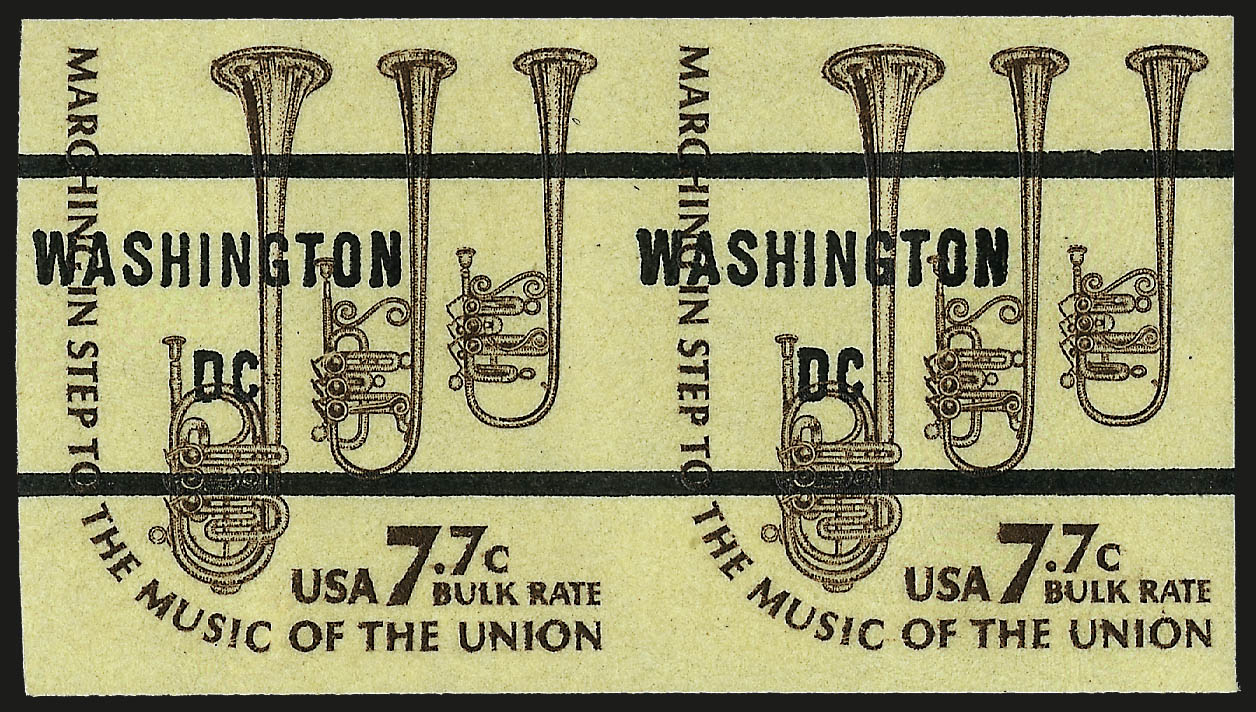 MARCHING IN STEP TO THE MUSIC OF THE UNION
WASHINGTON
DC
USA 7.7c
BULK RATE
MARCHING IN STEP TO THE MUSIC OF THE UNION
WASHINGTON
DC
USA 7.7c
BULK RATE